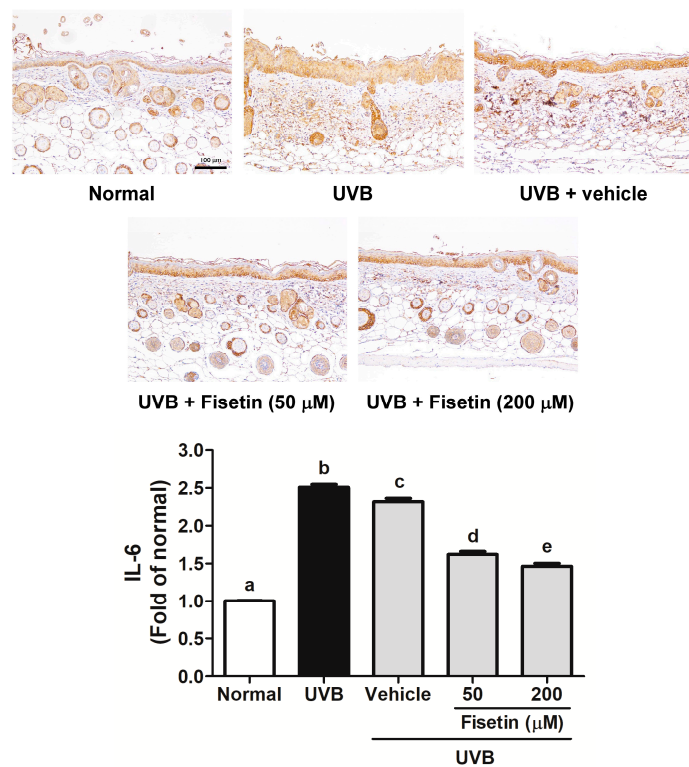 100 μm
Normal
UVB
UVB + vehicle
UVB + Fisetin (50 μM)
UVB + Fisetin (200 μM)
IL-6
(Fold of normal)
3.0
2.5
2.0
1.5
1.0
0.5
0.0
a
b
c
d
e
Normal
UVB
Vehicle
50
200
Fisetin (μM)
UVB